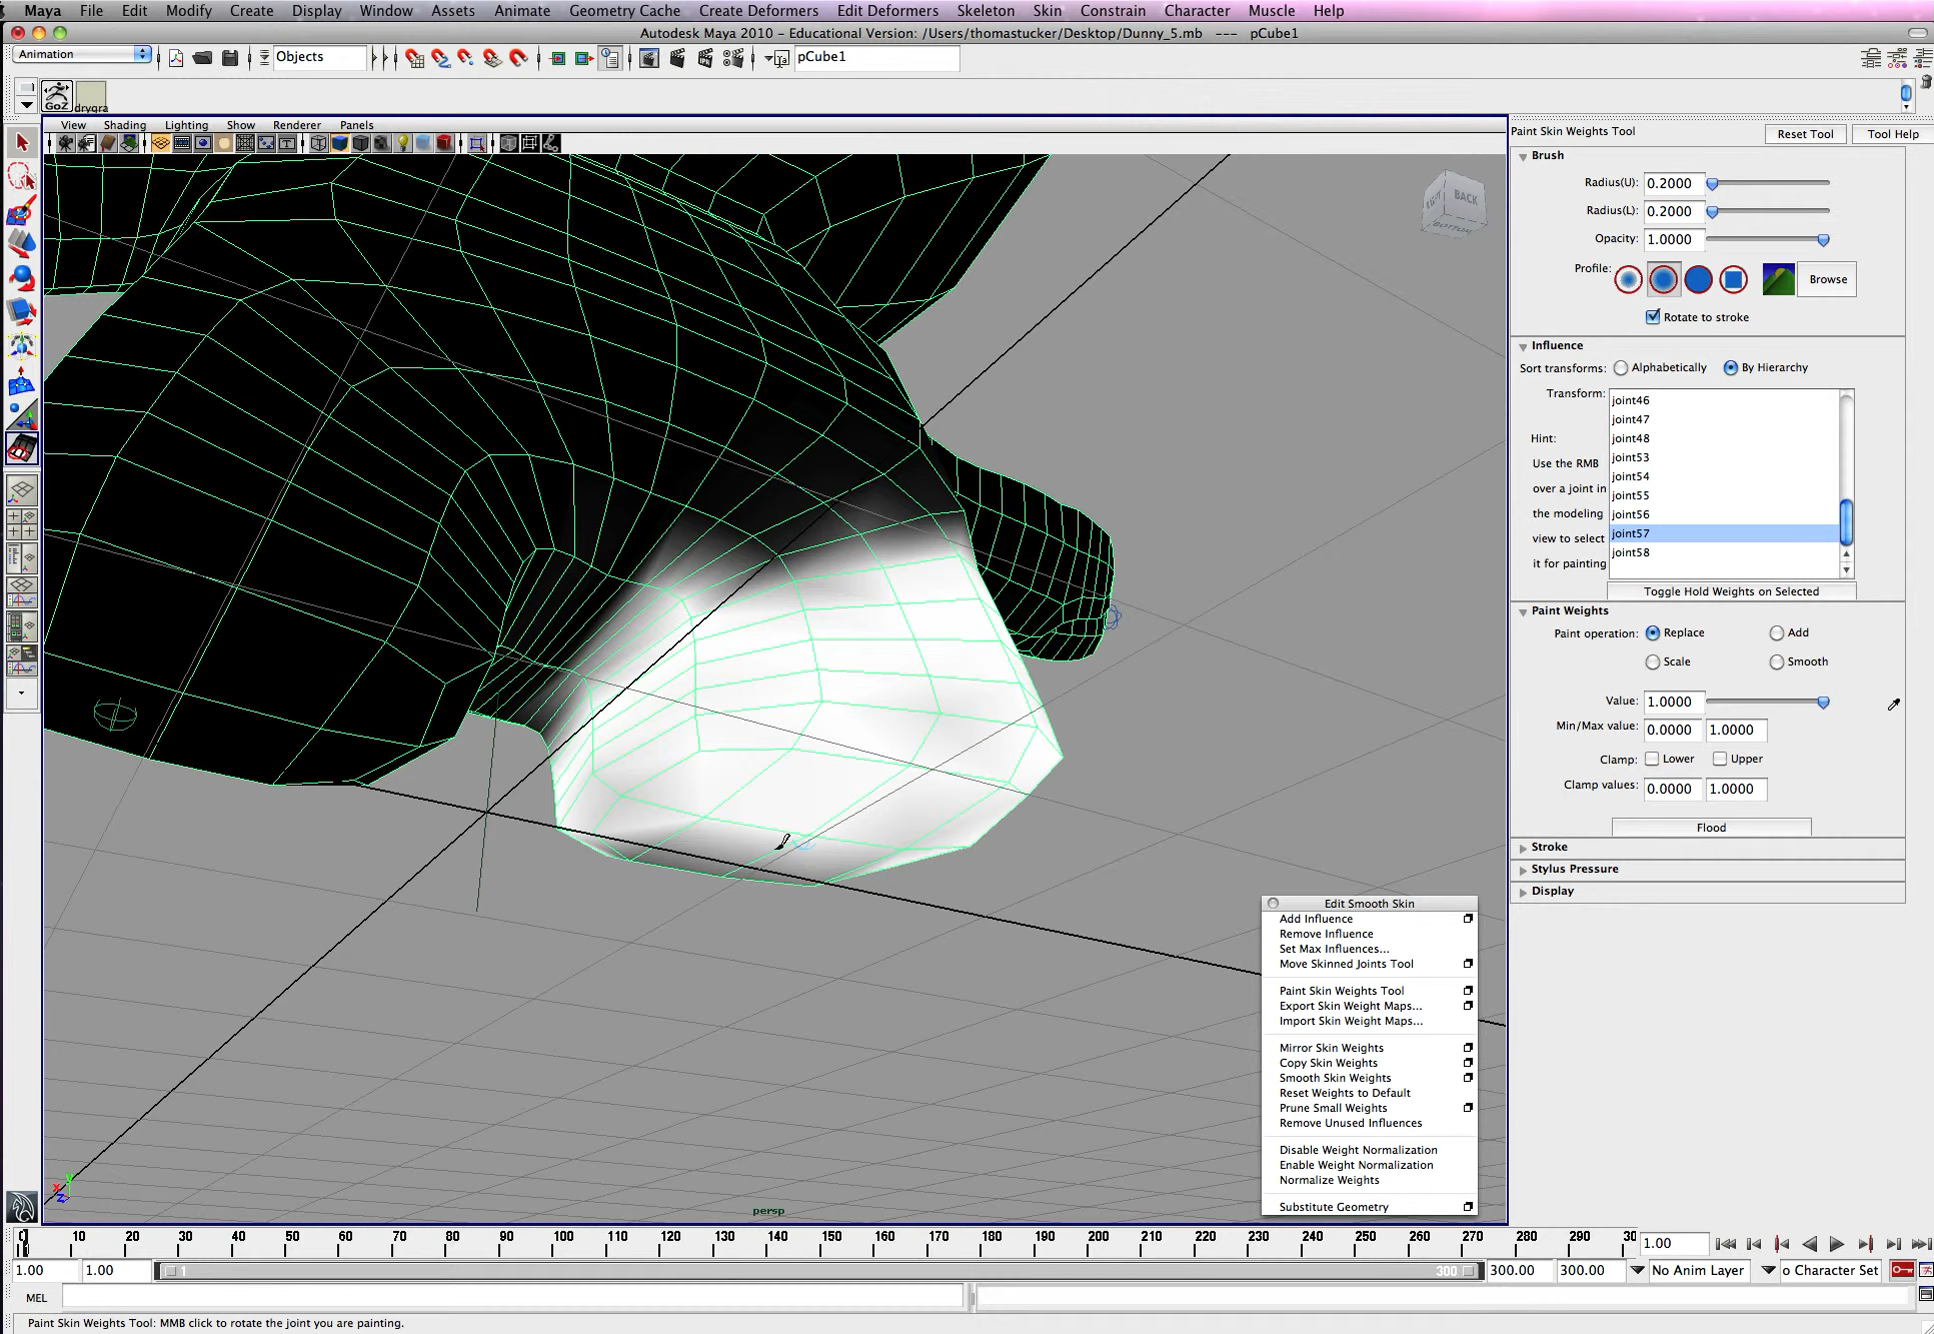 Maya File Edit Modify Create Display Window Assets Animate Geometry Cache Create Deformers Edit Deformers Skeleton Skin Constrain Character Muscle Help
Autodesk Maya 2010 - Educational Version: /Users/thomastucker/Desktop/Dunny_5.mb --- pCube1
Animation Objects pCube1
GoZ drygra
View Shading Lighting Show Renderer Panels
BACK
BOTTOM
Paint Skin Weights Tool Reset Tool Tool Help
Brush
Radius(U): 0.2000
Radius(L): 0.2000
Opacity: 1.0000
Profile: Browse
Rotate to stroke
Influence
Sort transforms: Alphabetically By Hierarchy
Transform:
Hint:
Use the RMB
over a joint in
the modeling
view to select
it for painting
joint46
joint47
joint48
joint53
joint54
joint55
joint56
joint57
joint58
Toggle Hold Weights on Selected
Paint Weights
Paint operation: Replace Add
Scale Smooth
Value: 1.0000
Min/Max value: 0.0000 1.0000
Clamp: Lower Upper
Clamp values: 0.0000 1.0000
Flood
Stroke
Stylus Pressure
Display
Edit Smooth Skin
Add Influence
Remove Influence
Set Max Influences...
Move Skinned Joints Tool
Paint Skin Weights Tool
Export Skin Weight Maps...
Import Skin Weight Maps...
Mirror Skin Weights
Copy Skin Weights
Smooth Skin Weights
Reset Weights to Default
Prune Small Weights
Remove Unused Influences
Disable Weight Normalization
Enable Weight Normalization
Normalize Weights
Substitute Geometry
y
x
z
persp
10 20 30 40 50 60 70 80 90 100 110 120 130 140 150 160 170 180 190 200 210 220 230 240 250 260 270 280 290 30 1.00
1.00 1.00 1 300 300.00 300.00 No Anim Layer o Character Set
MEL
Paint Skin Weights Tool: MMB click to rotate the joint you are painting.